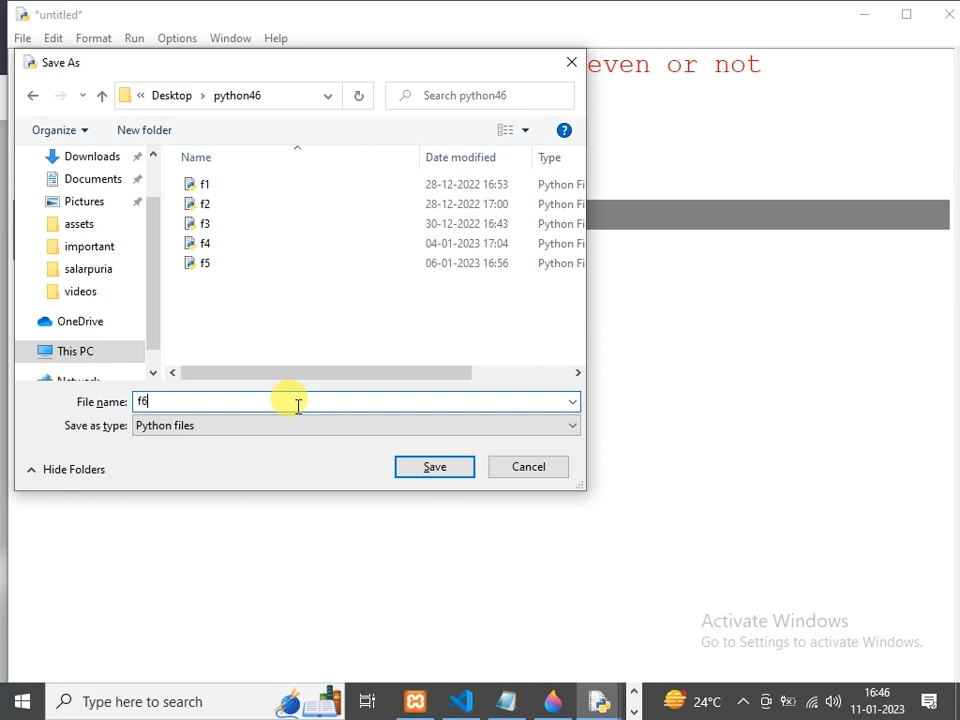 *untitled*
File Edit Format Run Options Window Help
even or not
Save As
« Desktop › python46
Search python46
Organize
New folder
Name Date modified Type
Downloads
Documents
Pictures
assets
important
salarpuria
videos
OneDrive
This PC
f1 28-12-2022 16:53 Python Fi
f2 28-12-2022 17:00 Python Fi
f3 30-12-2022 16:43 Python Fi
f4 04-01-2023 17:04 Python Fi
f5 06-01-2023 16:56 Python Fi
File name: f6
Save as type: Python files
Hide Folders
Save Cancel
Activate Windows
Go to Settings to activate Windows.
Type here to search
24°C
16:46
11-01-2023